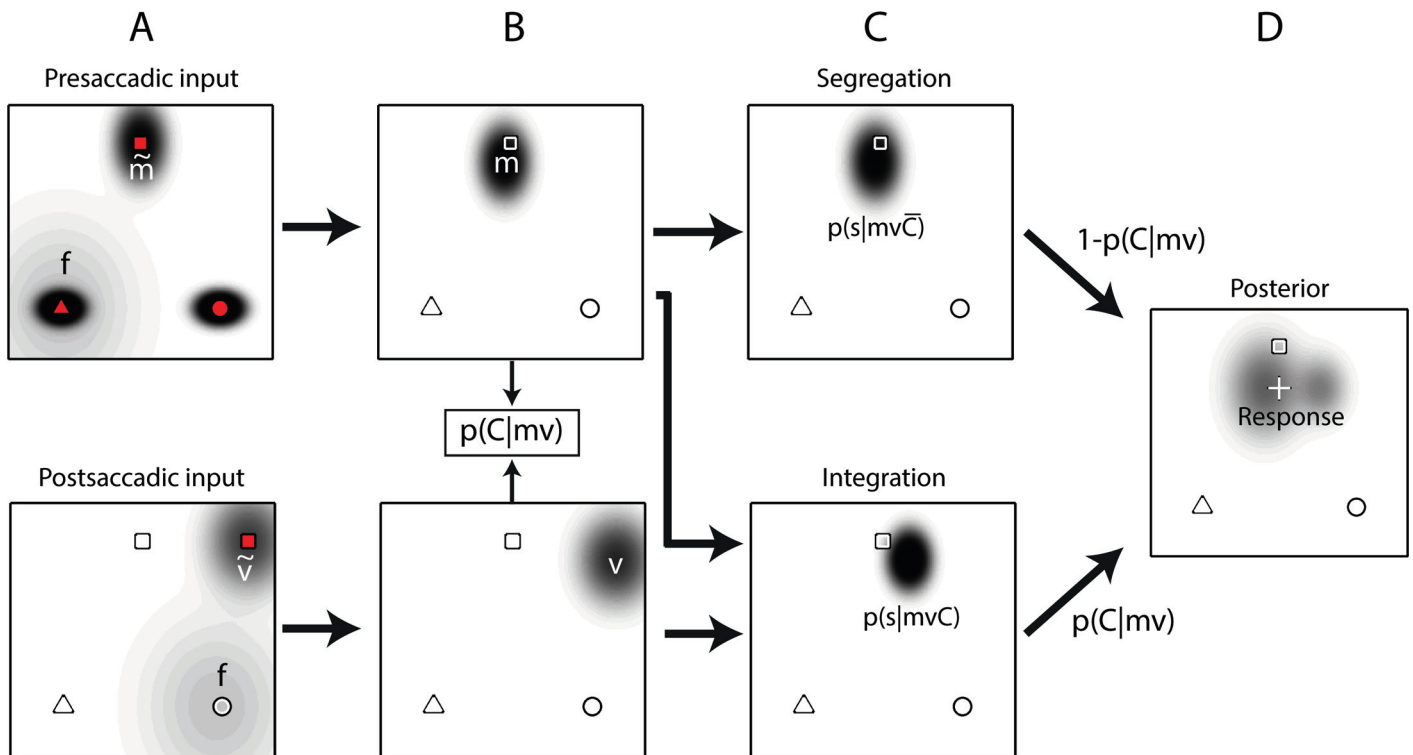 A
B
C
D
Presaccadic input
Segregation
m̃
f
m
p(s|mvC̅)
1-p(C|mv)
Posterior
Response
p(C|mv)
Postsaccadic input
Integration
ṽ
f
v
p(s|mvC)
p(C|mv)